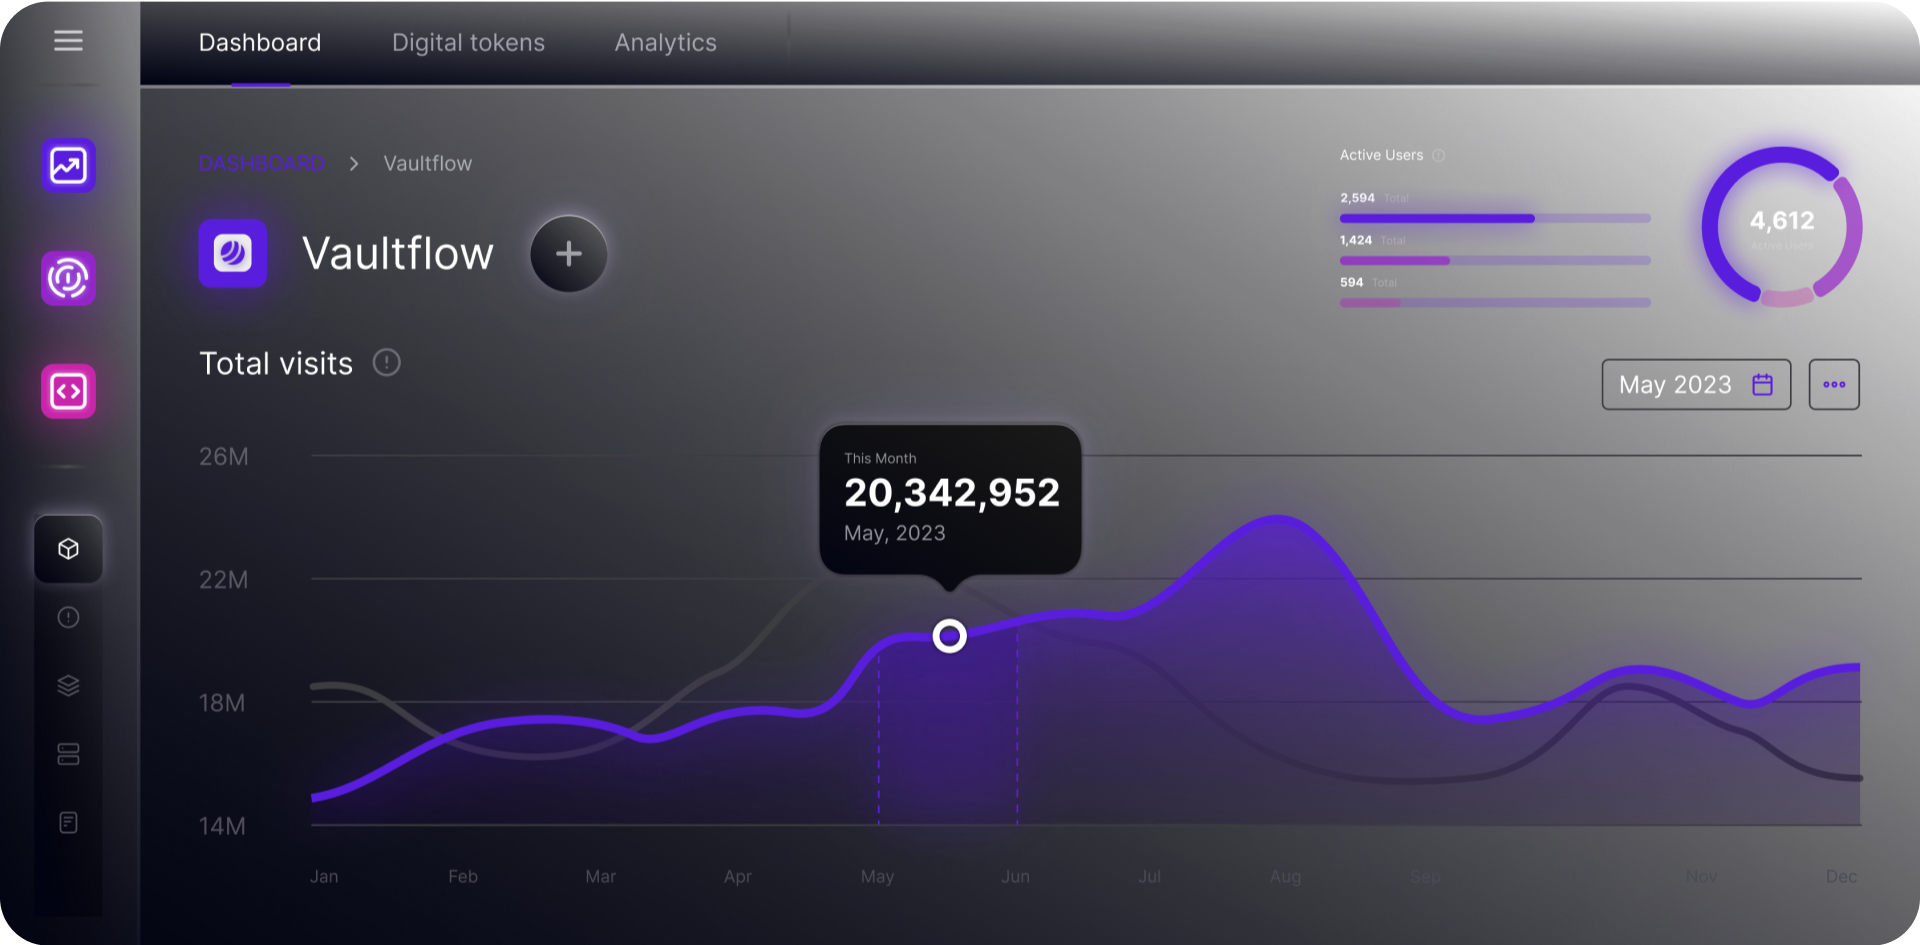 Dashboard
Digital tokens
Analytics
DASHBOARD > Vaultflow
Vaultflow
Active Users
2,594 Total
1,424 Total
594 Total
4,612
Active Users
Total visits
May 2023
26M
22M
18M
14M
This Month
20,342,952
May, 2023
Jan
Feb
Mar
Apr
May
Jun
Jul
Aug
Sep
Nov
Dec